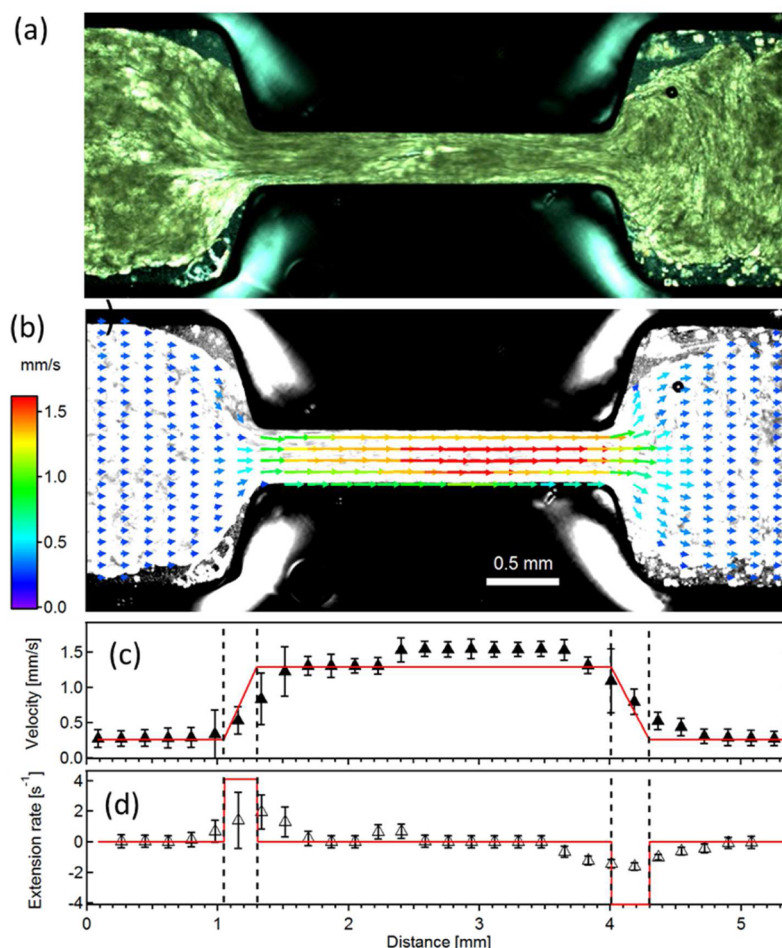 (a)
(b)
mm/s
1.5
1.0
0.5
0.0
0.5 mm
(c)
Velocity [mm/s]
1.5
1.0
0.5
0.0
(d)
Extension rate [s⁻¹]
4
2
0
-2
-4
0
1
2
3
4
5
Distance [mm]